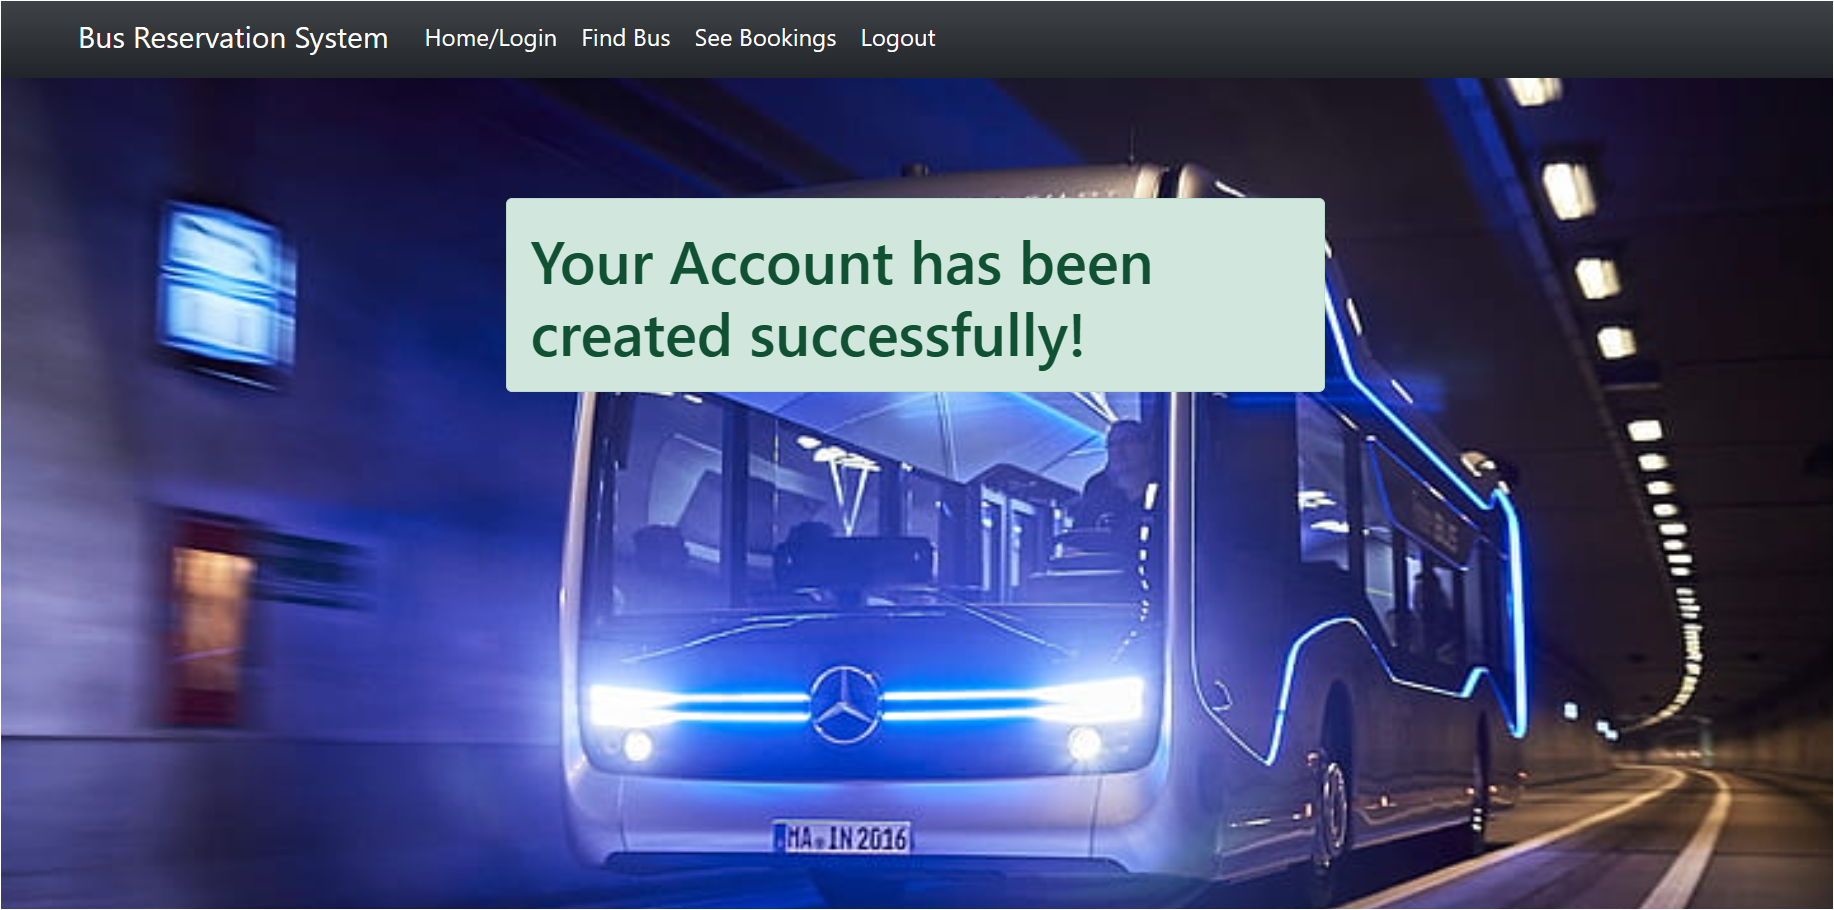 Bus Reservation System Home/Login Find Bus See Bookings Logout
Your Account has been
created successfully!
BUS
MA IN 2016